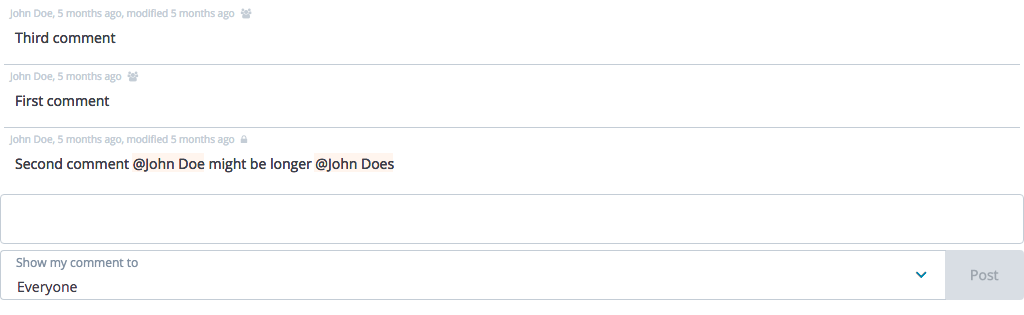 John Doe, 5 months ago, modified 5 months ago
Third comment
John Doe, 5 months ago
First comment
John Doe, 5 months ago, modified 5 months ago
Second comment @John Doe might be longer @John Does
Show my comment to
Everyone
Post